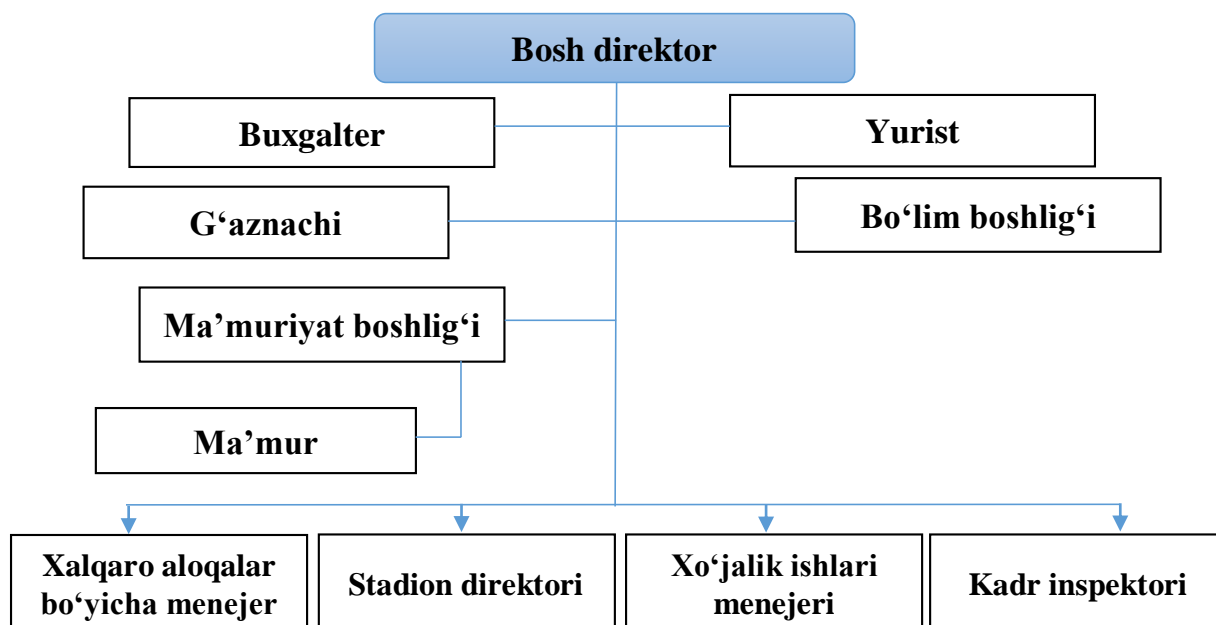 Bosh direktor
Buxgalter
Yurist
G‘aznachi
Bo‘lim boshlig‘i
Ma’muriyat boshlig‘i
Ma’mur
Xalqaro aloqalar
bo‘yicha menejer
Stadion direktori
Xo‘jalik ishlari
menejeri
Kadr inspektori